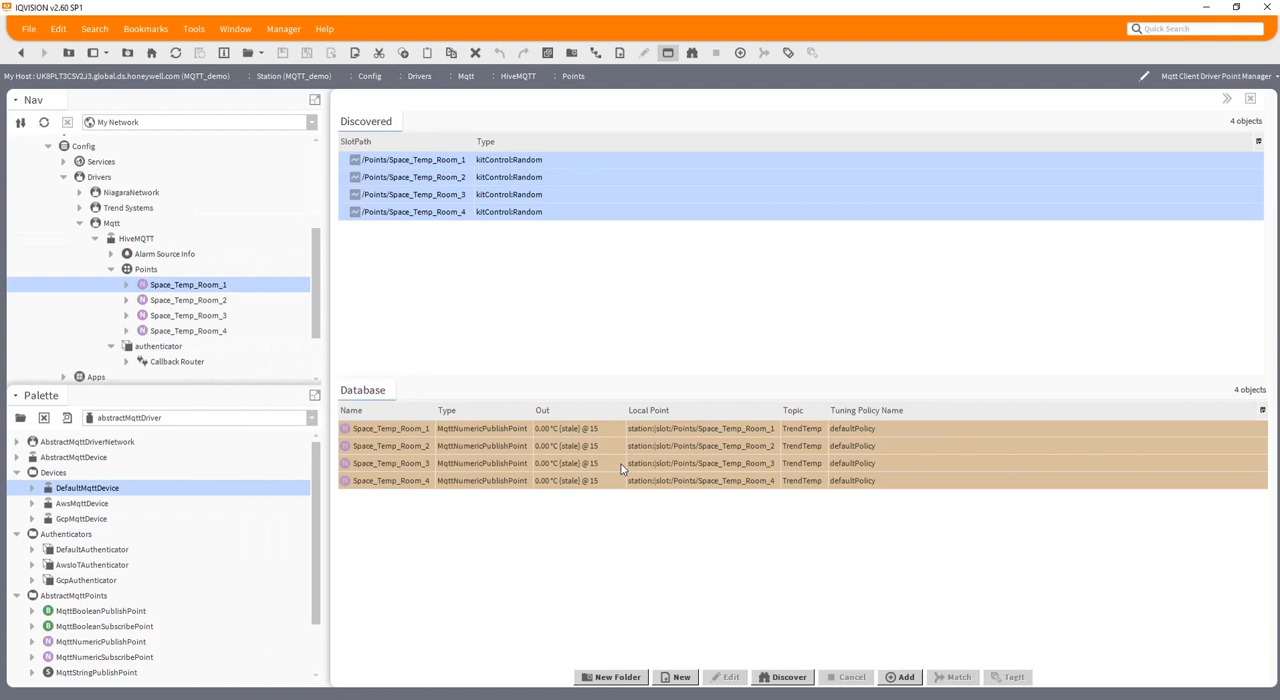 IQVISION v2.60 SP1
File Edit Search Bookmarks Tools Window Manager Help
Quick Search
My Host : UK8PLT3CSV2J3.global.ds.honeywell.com (MQTT_demo) Station (MQTT_demo) Config Drivers Mqtt HiveMQTT Points Mqtt Client Driver Point Manager
Nav
My Network
Config
Services
Drivers
NiagaraNetwork
Trend Systems
Mqtt
HiveMQTT
Alarm Source Info
Points
Space_Temp_Room_1
Space_Temp_Room_2
Space_Temp_Room_3
Space_Temp_Room_4
authenticator
Callback Router
Apps
Palette
abstractMqttDriver
AbstractMqttDriverNetwork
AbstractMqttDevice
Devices
DefaultMqttDevice
AwsMqttDevice
GcpMqttDevice
Authenticators
DefaultAuthenticator
AwsIoTAuthenticator
GcpAuthenticator
AbstractMqttPoints
B MqttBooleanPublishPoint
B MqttBooleanSubscribePoint
N MqttNumericPublishPoint
N MqttNumericSubscribePoint
S MqttStringPublishPoint
Discovered 4 objects
SlotPath Type
/Points/Space_Temp_Room_1 kitControl:Random
/Points/Space_Temp_Room_2 kitControl:Random
/Points/Space_Temp_Room_3 kitControl:Random
/Points/Space_Temp_Room_4 kitControl:Random
Database 4 objects
Name Type Out Local Point Topic Tuning Policy Name
Space_Temp_Room_1 MqttNumericPublishPoint 0.00 °C {stale} @ 15 station:|slot:/Points/Space_Temp_Room_1 TrendTemp defaultPolicy
Space_Temp_Room_2 MqttNumericPublishPoint 0.00 °C {stale} @ 15 station:|slot:/Points/Space_Temp_Room_2 TrendTemp defaultPolicy
Space_Temp_Room_3 MqttNumericPublishPoint 0.00 °C {stale} @ 15 station:|slot:/Points/Space_Temp_Room_3 TrendTemp defaultPolicy
Space_Temp_Room_4 MqttNumericPublishPoint 0.00 °C {stale} @ 15 station:|slot:/Points/Space_Temp_Room_4 TrendTemp defaultPolicy
New Folder New Edit Discover Cancel Add Match TagIt